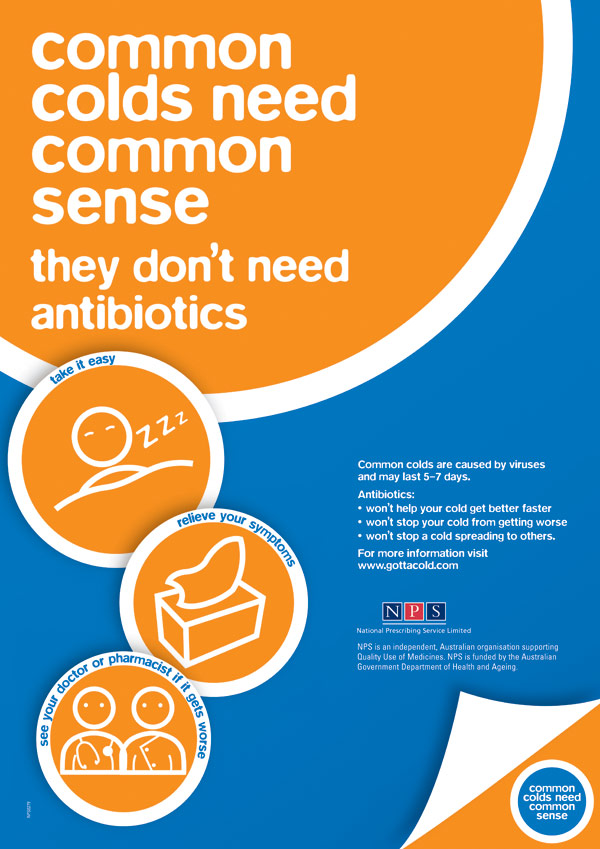 common
colds need
common
sense
they don't need
antibiotics
take it easy
zzz
relieve your symptoms
see your doctor or pharmacist if it gets worse
Common colds are caused by viruses
and may last 5–7 days.
Antibiotics:
• won't help your cold get better faster
• won't stop your cold from getting worse
• won't stop a cold spreading to others.
For more information visit
www.gottacold.com
NPS
National Prescribing Service Limited
NPS is an independent, Australian organisation supporting
Quality Use of Medicines. NPS is funded by the Australian
Government Department of Health and Ageing.
common
colds need
common
sense